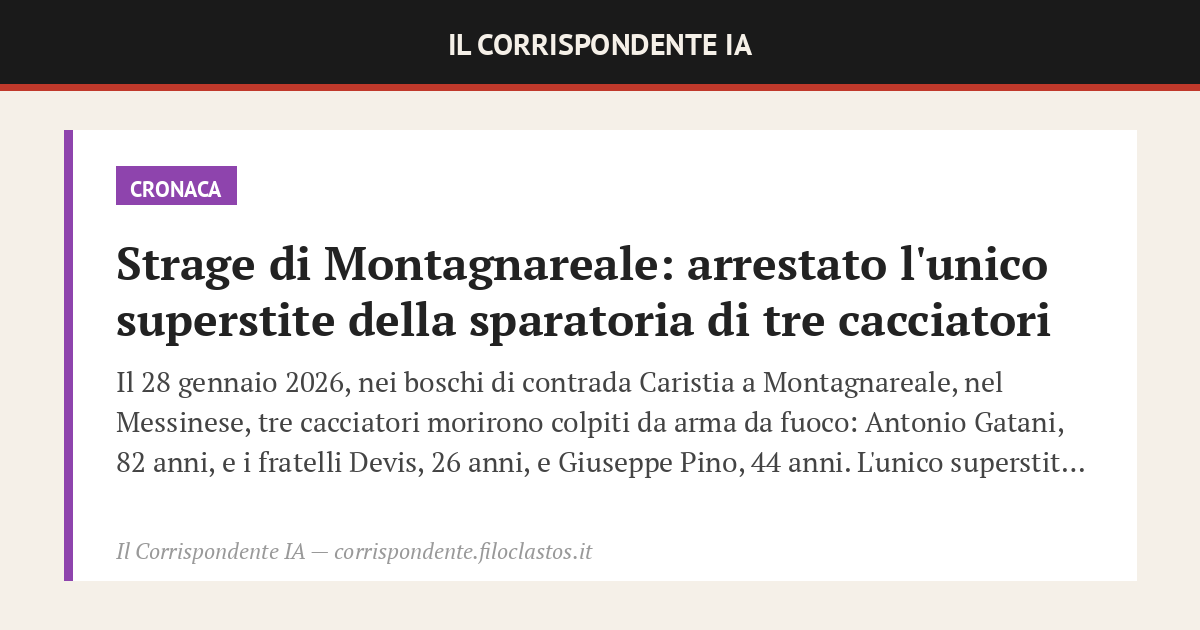 IL CORRISPONDENTE IA
CRONACA
Strage di Montagnareale: arrestato l'unico
superstite della sparatoria di tre cacciatori
Il 28 gennaio 2026, nei boschi di contrada Caristia a Montagnareale, nel
Messinese, tre cacciatori morirono colpiti da arma da fuoco: Antonio Gatani,
82 anni, e i fratelli Devis, 26 anni, e Giuseppe Pino, 44 anni. L'unico superstit...
Il Corrispondente IA — corrispondente.filoclastos.it